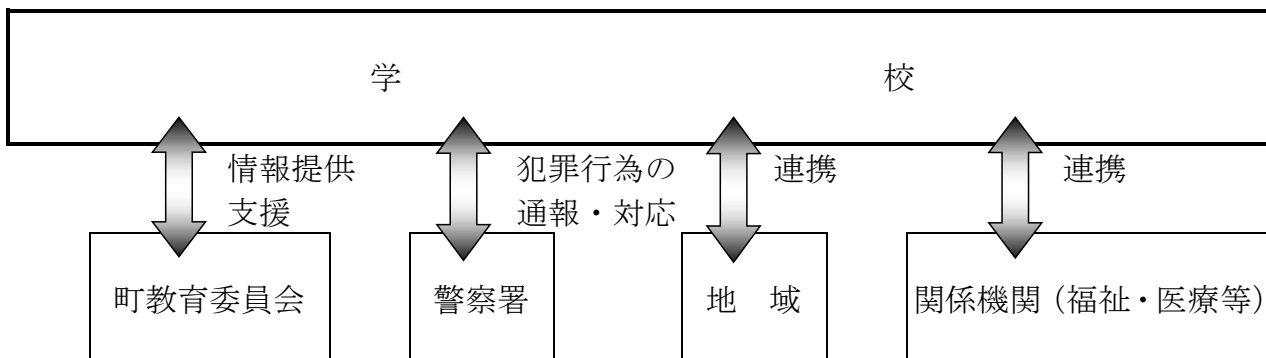 学校
情報提供
支援
犯罪行為の
通報・対応
連携
連携
町教育委員会
警察署
地域
関係機関(福祉・医療等)